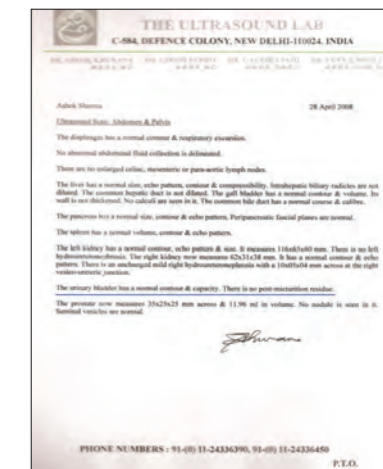 THE ULTRASOUND LAB
C-584, DEFENCE COLONY, NEW DELHI-110024. INDIA
Ashok Sharma 28 April 2008
Ultrasound Scan: Abdomen & Pelvis
The diaphragm has a normal contour & respiratory excursion.
No abnormal abdominal fluid collection is delineated.
There are no enlarged celiac, mesenteric or para-aortic lymph nodes.
The liver has a normal size, echo pattern, contour & compressibility. Intrahepatic biliary radicles are not
dilated. The common hepatic duct is not dilated. The gall bladder has a normal contour & volume. Its
wall is not thickened. No calculi are seen in it. The common bile duct has a normal course & calibre.
The pancreas has a normal size, contour & echo pattern. Peripancreatic fascial planes are normal.
The spleen has a normal volume, contour & echo pattern.
The left kidney has a normal contour, echo pattern & size. It measures There is no left
hydroureteronephrosis. The right kidney now measures 62x31x38 mm. It has a normal contour & echo
pattern. There is an unchanged mild right hydroureteronephrosis with a mm across at the right
vesico-ureteric junction.
The urinary bladder has a normal contour & capacity. There is no post-micturition residue.
The prostate now measures 35x25x25 mm across & 11.96 ml in volume. No nodule is seen in it.
Seminal vesicles are normal.
PHONE NUMBERS : 91-(0) 11-24336390, 91-(0) 11-24336450
P.T.O.